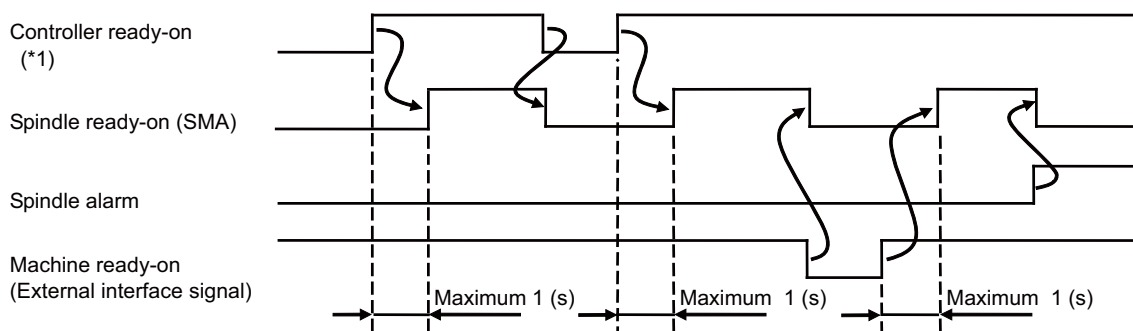 Controller ready-on
(*1)
Spindle ready-on (SMA)
Spindle alarm
Machine ready-on
(External interface signal)
Maximum 1 (s)
Maximum 1 (s)
Maximum 1 (s)